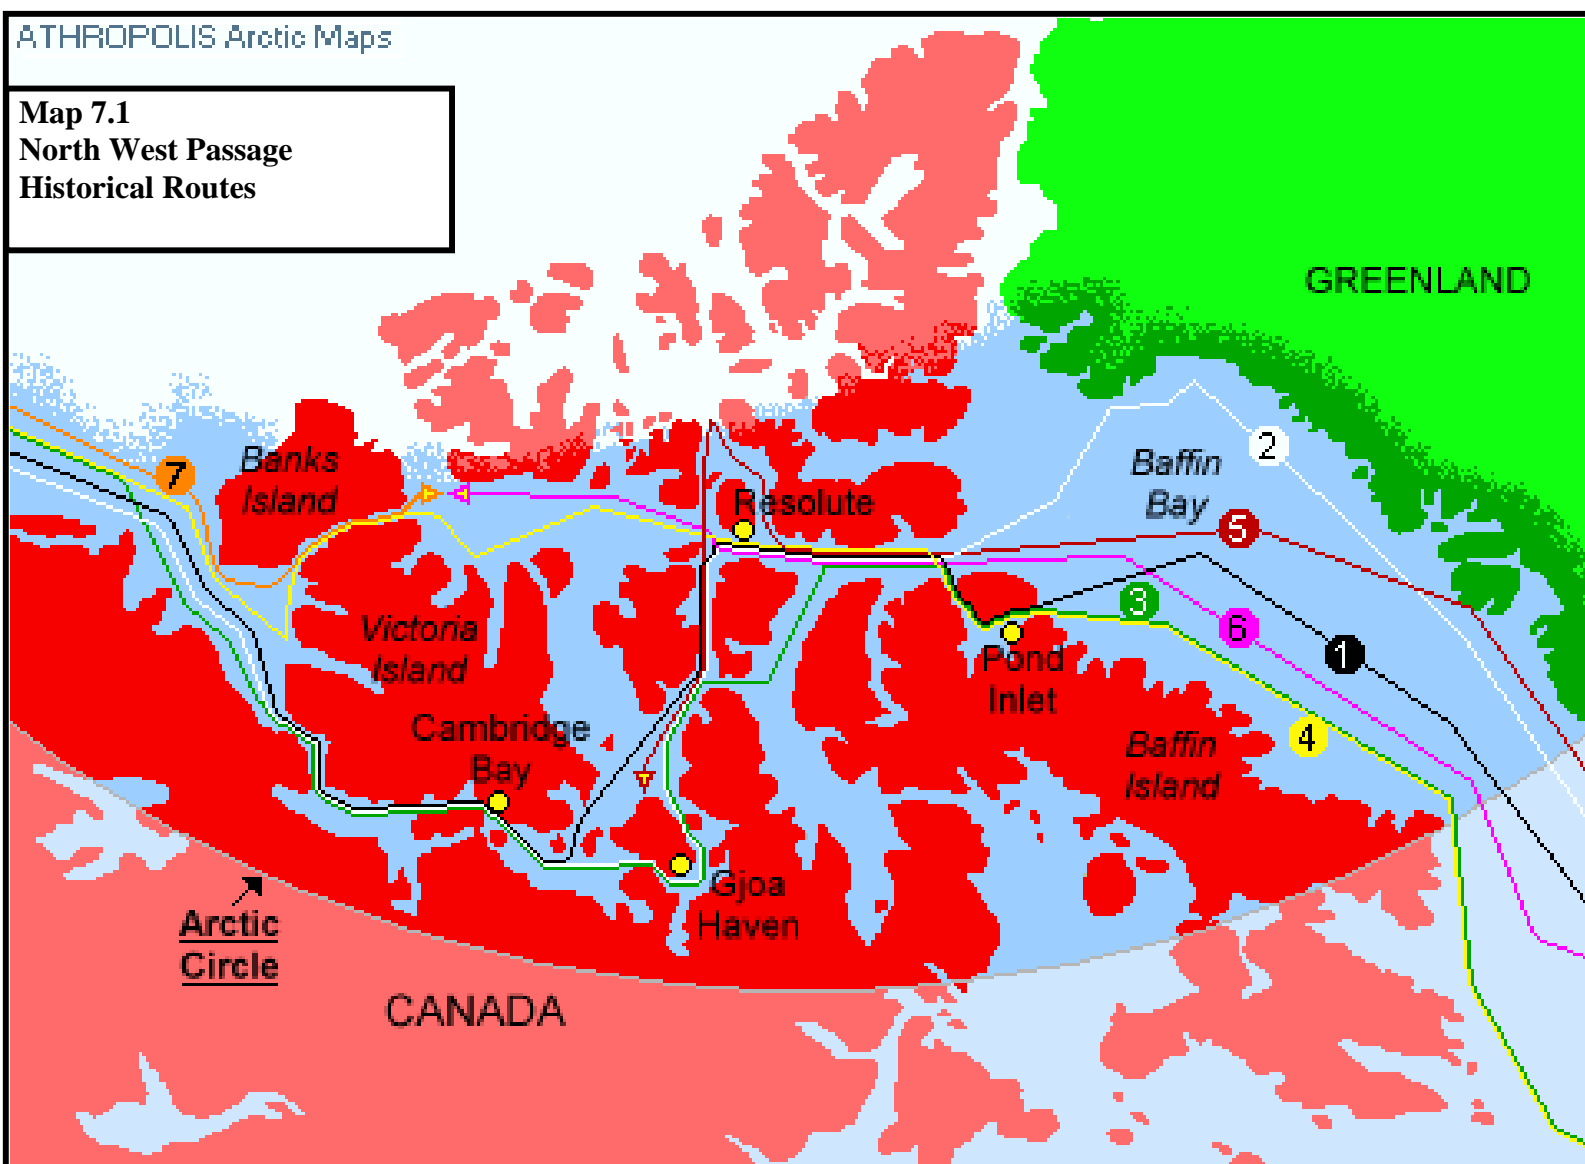 ATHROPOLIS Arctic Maps
Map 7.1
North West Passage
Historical Routes
GREENLAND
Banks
Island
7
Resolute
Baffin
Bay
2
5
Victoria
Island
3
6
1
Pond
Inlet
Cambridge
Bay
4
Baffin
Island
Gjoa
Haven
Arctic
Circle
CANADA